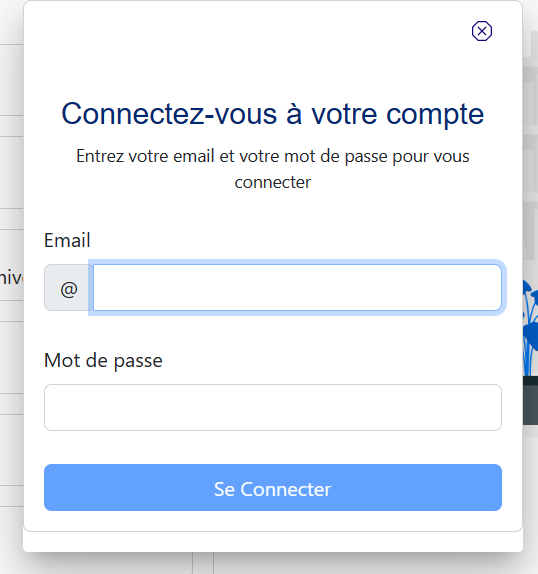 Connectez-vous à votre compte
Entrez votre email et votre mot de passe pour vous
connecter
Email
@
Mot de passe
Se Connecter